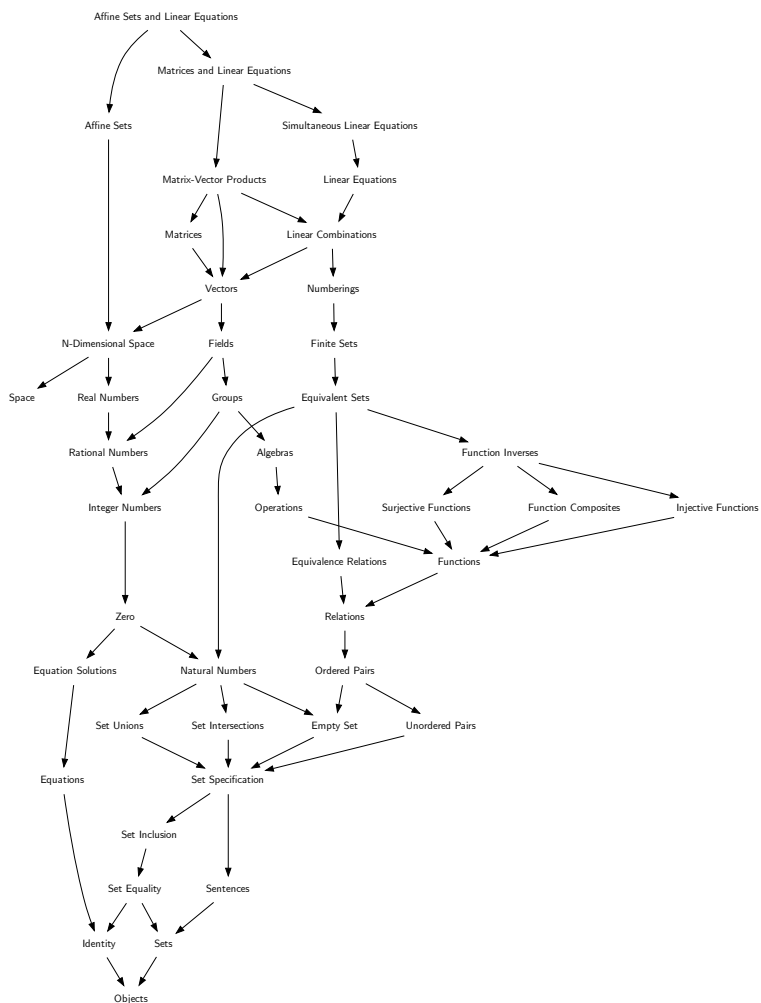 Affine Sets and Linear Equations
Matrices and Linear Equations
Affine Sets
Simultaneous Linear Equations
Matrix-Vector Products
Linear Equations
Matrices
Linear Combinations
Vectors
Numberings
N-Dimensional Space
Fields
Finite Sets
Space
Real Numbers
Groups
Equivalent Sets
Rational Numbers
Algebras
Function Inverses
Integer Numbers
Operations
Surjective Functions
Function Composites
Injective Functions
Equivalence Relations
Functions
Zero
Relations
Equation Solutions
Natural Numbers
Ordered Pairs
Set Unions
Set Intersections
Empty Set
Unordered Pairs
Equations
Set Specification
Set Inclusion
Set Equality
Sentences
Identity
Sets
Objects